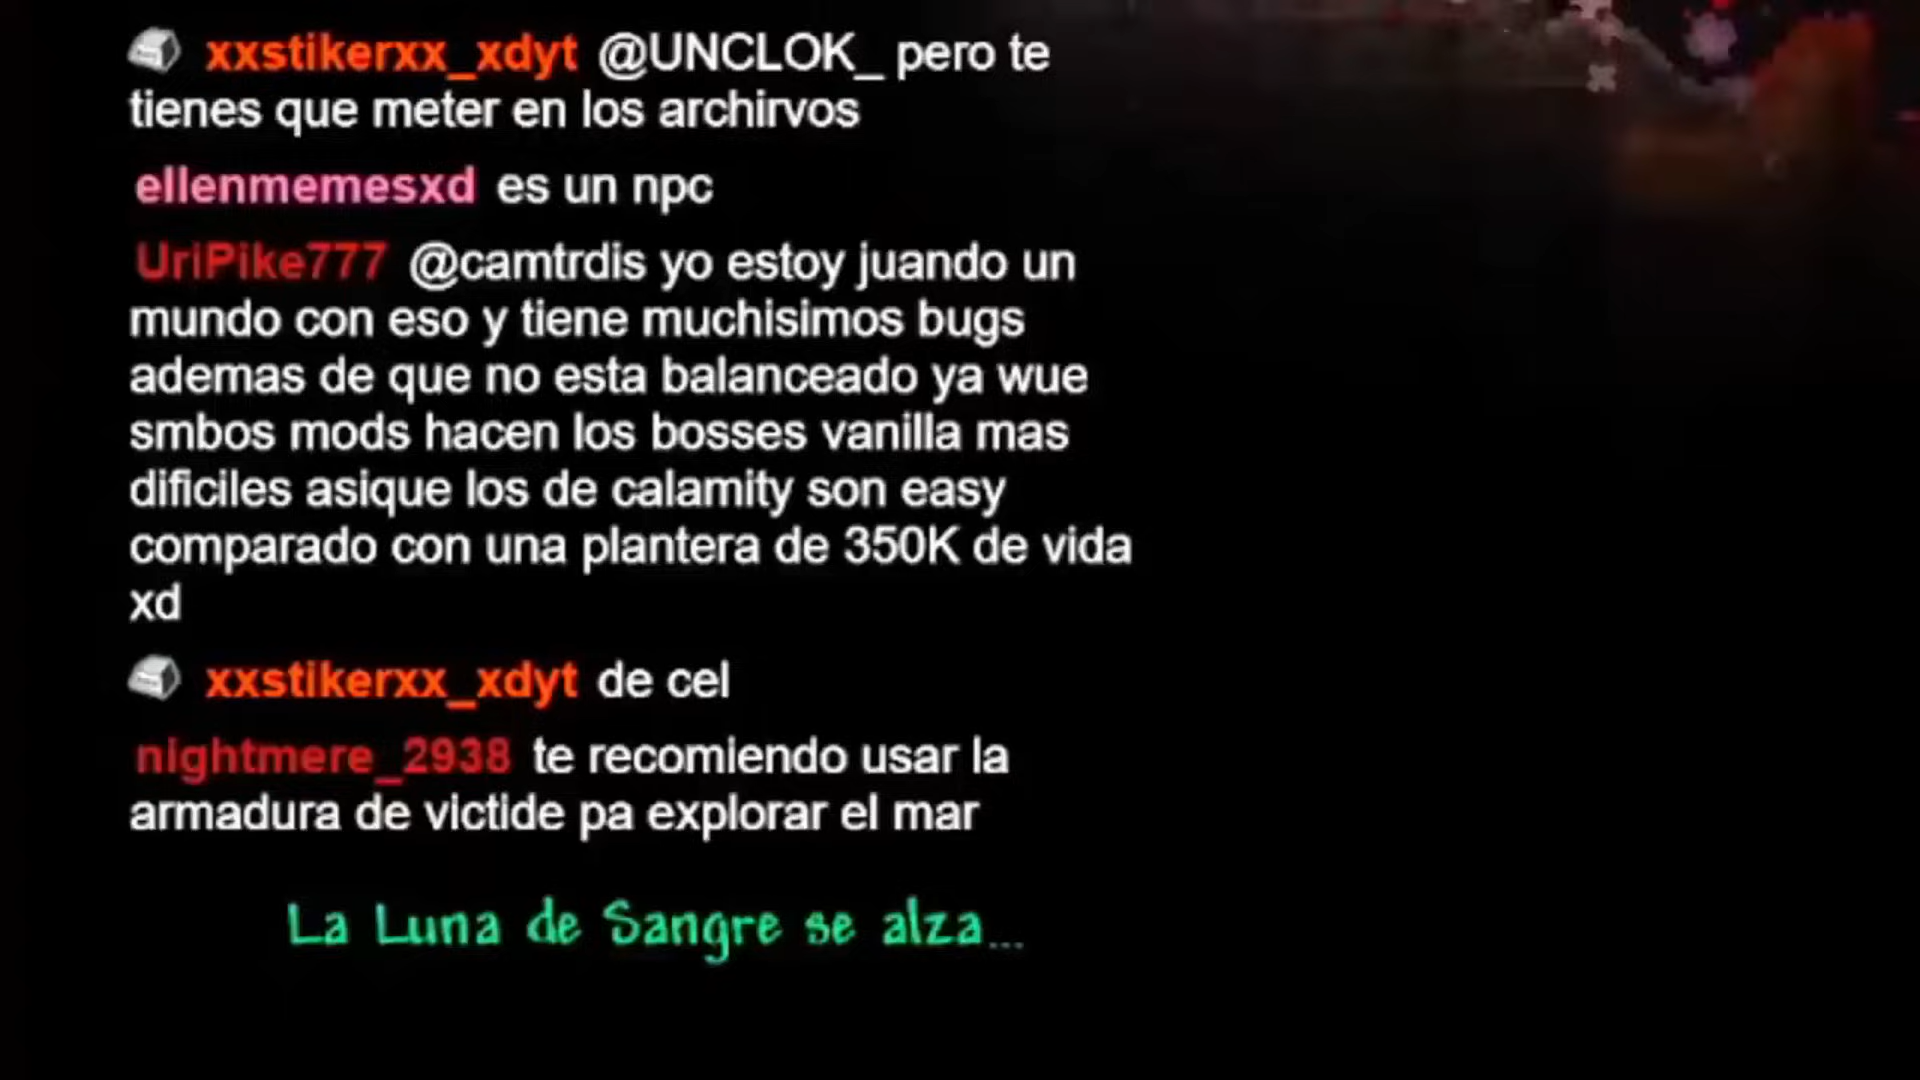 xxstikerxx_xdyt @UNCLOK_ pero te
tienes que meter en los archirvos
ellenmemesxd es un npc
UriPike777 @camtrdis yo estoy juando un
mundo con eso y tiene muchisimos bugs
ademas de que no esta balanceado ya wue
smbos mods hacen los bosses vanilla mas
dificiles asique los de calamity son easy
comparado con una plantera de 350K de vida
xd
xxstikerxx_xdyt de cel
nightmere_2938 te recomiendo usar la
armadura de victide pa explorar el mar
La Luna de Sangre se alza...